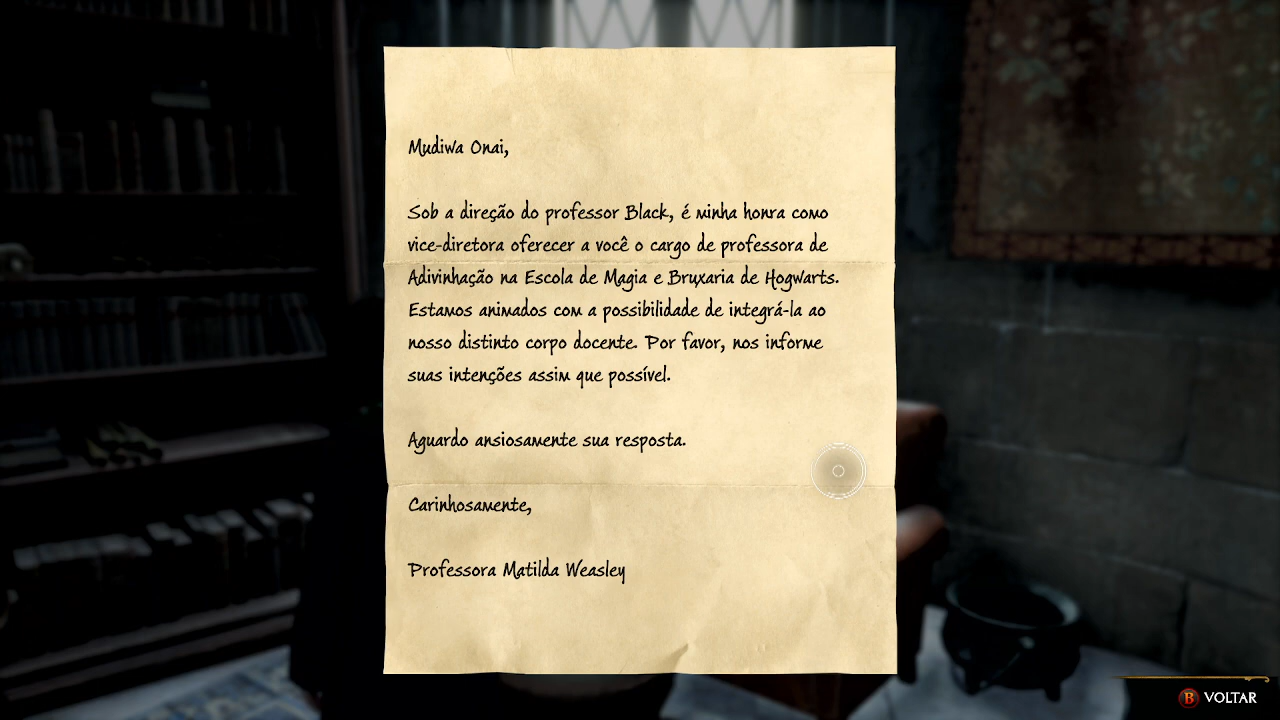 Mudiwa Onai,
Sob a direção do professor Black, é minha honra como
vice-diretora oferecer a você o cargo de professora de
Adivinhação na Escola de Magia e Bruxaria de Hogwarts.
Estamos animados com a possibilidade de integrá-la ao
nosso distinto corpo docente. Por favor, nos informe
suas intenções assim que possível.
Aguardo ansiosamente sua resposta.
Carinhosamente,
Professora Matilda Weasley
B VOLTAR